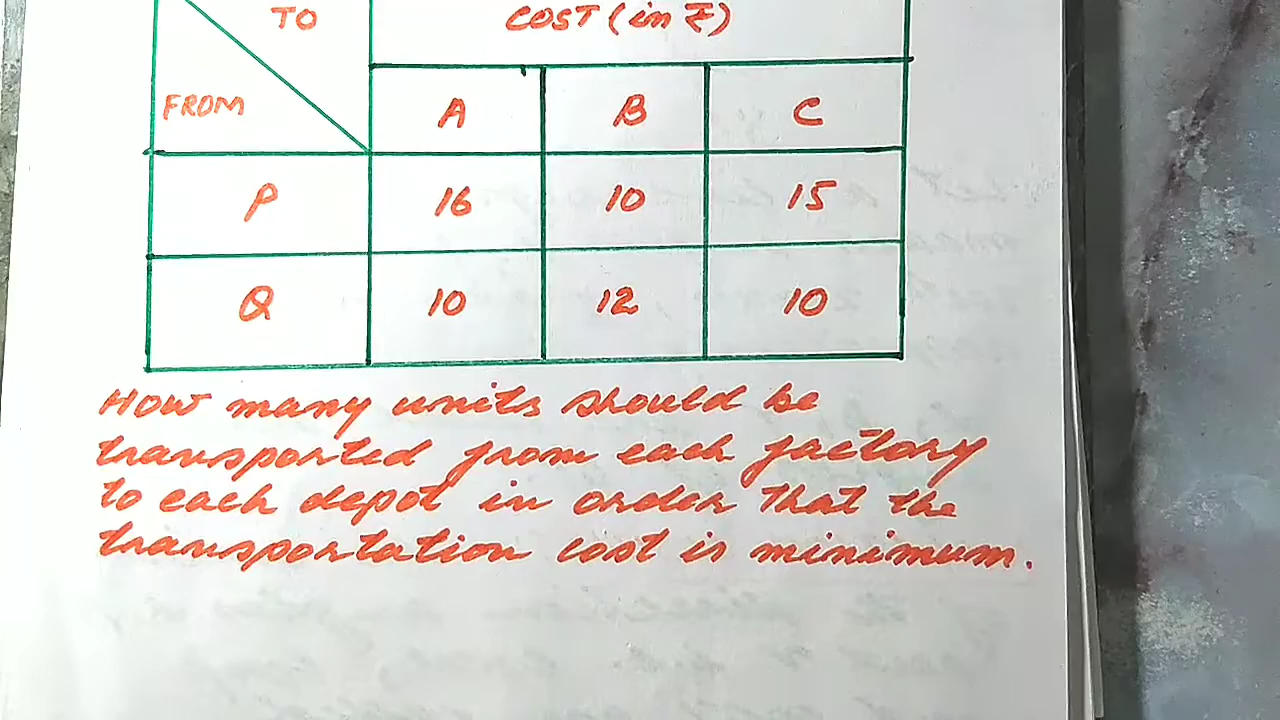 TO COST (in ₹)
FROM A B C
P 16 10 15
Q 10 12 10
HOW many units should be
transported from each factory
to each depot in order that the
transportation cost is minimum.